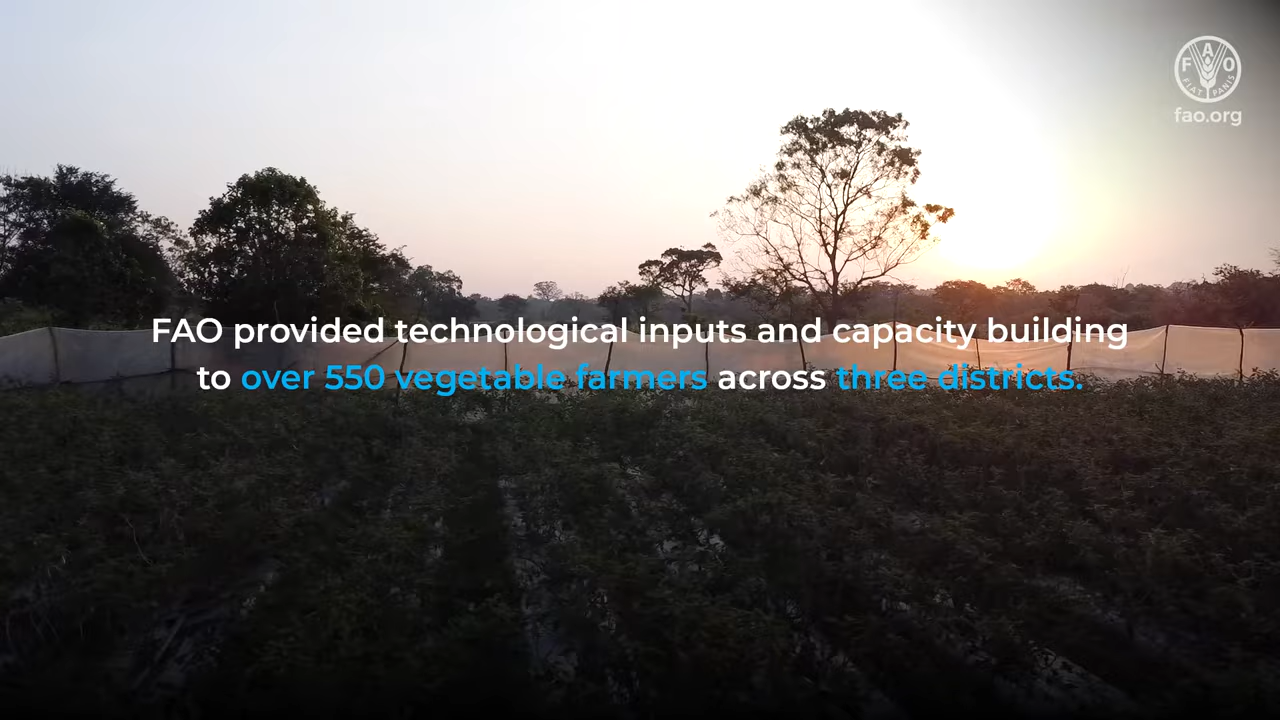 FAO
FIAT PANIS
fao.org
FAO provided technological inputs and capacity building
to over 550 vegetable farmers across three districts.